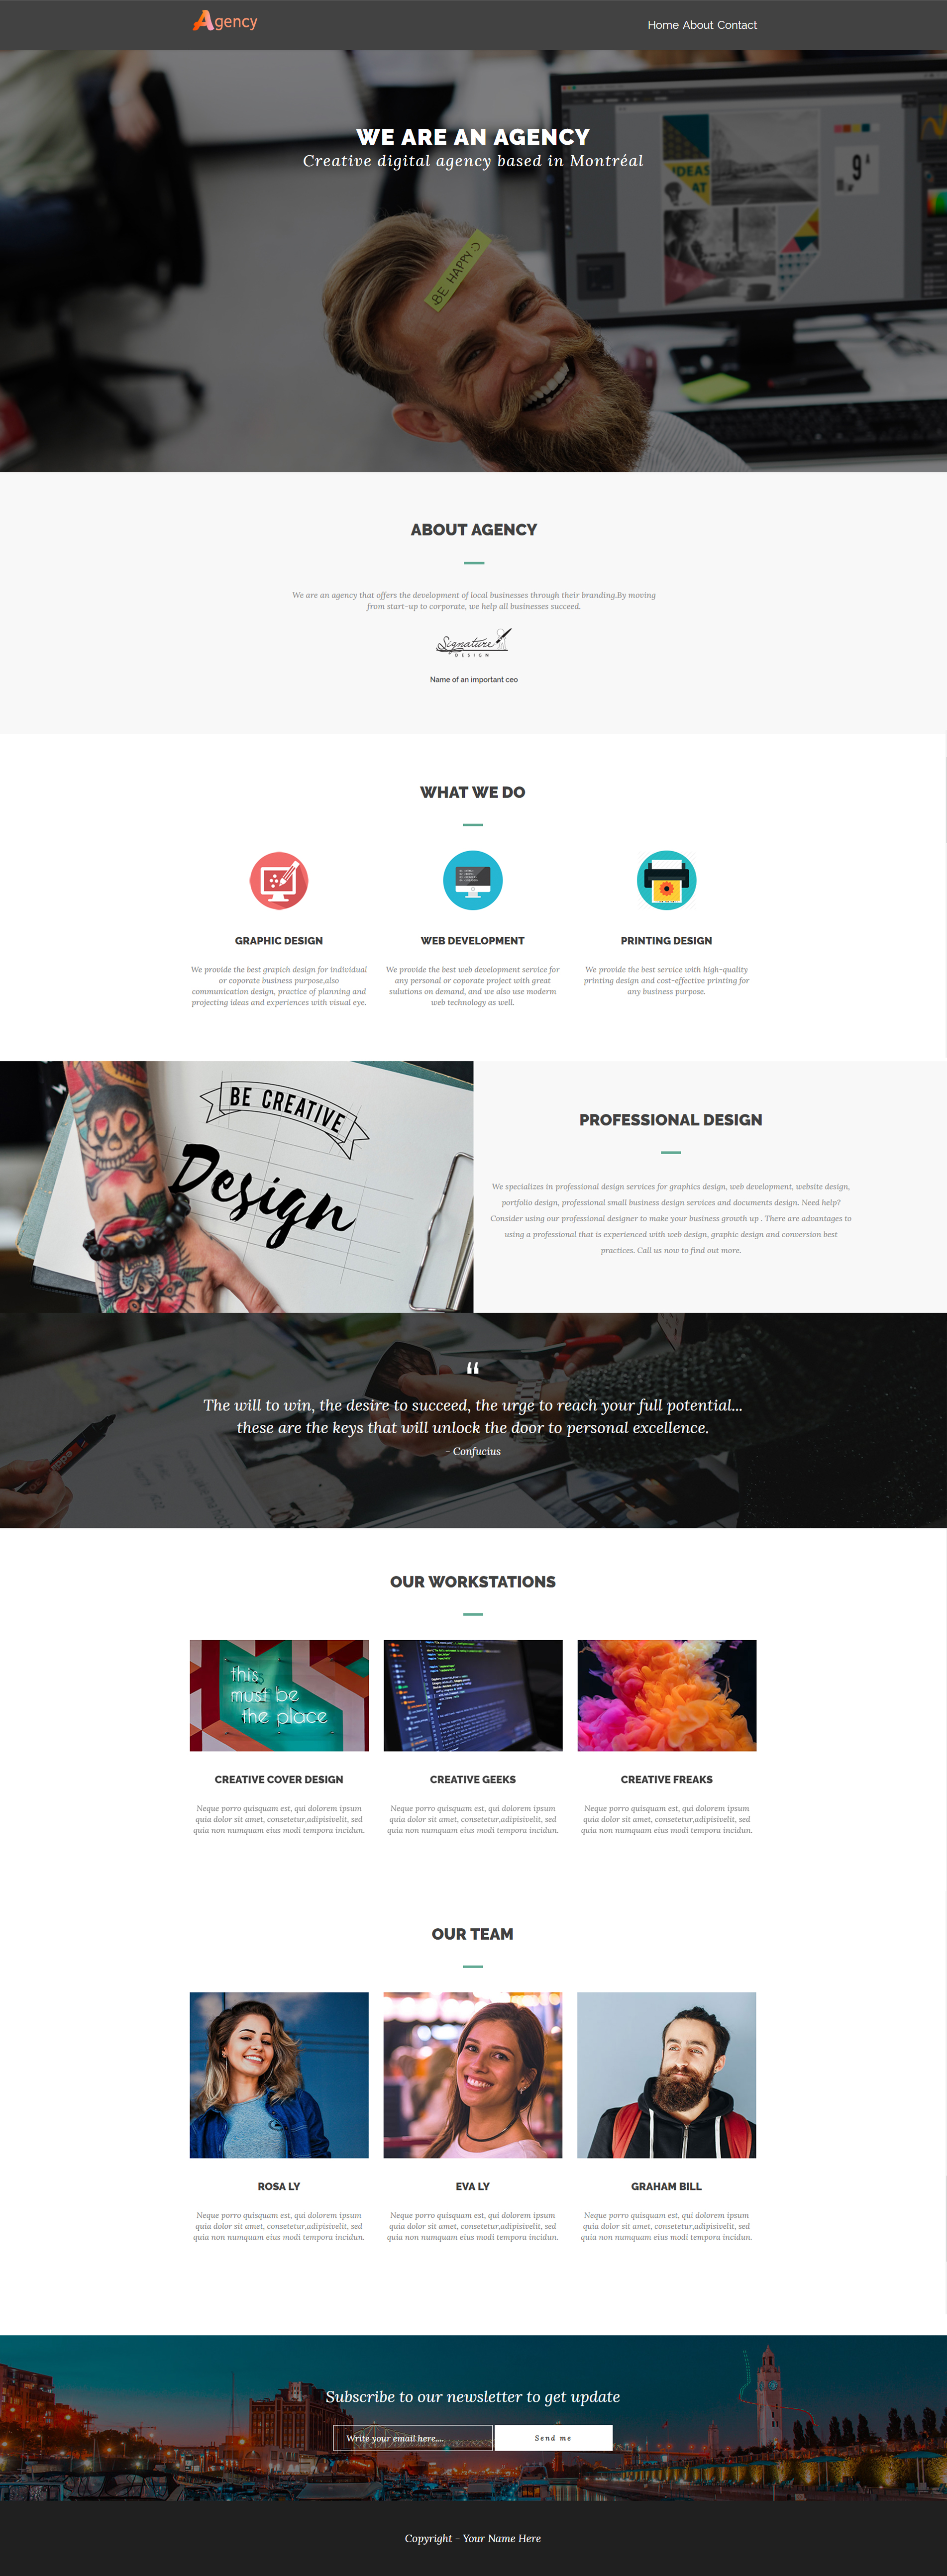 Agency
Home About Contact
WE ARE AN AGENCY
Creative digital agency based in Montréal
IDEAS
AT
9
BE HAPPY
ABOUT AGENCY
We are an agency that offers the development of local businesses through their branding.By moving
from start-up to corporate, we help all businesses succeed.
Signature
DESIGN
Name of an important ceo
WHAT WE DO
GRAPHIC DESIGN
We provide the best grapich design for individual
or coporate business purpose,also
communication design, practice of planning and
projecting ideas and experiences with visual eye.
WEB DEVELOPMENT
We provide the best web development service for
any personal or coporate project with great
sulutions on demand, and we also use moderm
web technology as well.
PRINTING DESIGN
We provide the best service with high-quality
printing design and cost-effective printing for
any business purpose.
BE CREATIVE
Design
PROFESSIONAL DESIGN
We specializes in professional design services for graphics design, web development, website design,
portfolio design, professional small business design services and documents design. Need help?
Consider using our professional designer to make your business growth up . There are advantages to
using a professional that is experienced with web design, graphic design and conversion best
practices. Call us now to find out more.
“
The will to win, the desire to succeed, the urge to reach your full potential...
these are the keys that will unlock the door to personal excellence.
- Confucius
OUR WORKSTATIONS
this
must be
the place
CREATIVE COVER DESIGN
Neque porro quisquam est, qui dolorem ipsum
quia dolor sit amet, consetetur,adipisivelit, sed
quia non numquam eius modi tempora incidun.
CREATIVE GEEKS
Neque porro quisquam est, qui dolorem ipsum
quia dolor sit amet, consetetur,adipisivelit, sed
quia non numquam eius modi tempora incidun.
CREATIVE FREAKS
Neque porro quisquam est, qui dolorem ipsum
quia dolor sit amet, consetetur,adipisivelit, sed
quia non numquam eius modi tempora incidun.
OUR TEAM
ROSA LY
Neque porro quisquam est, qui dolorem ipsum
quia dolor sit amet, consetetur,adipisivelit, sed
quia non numquam eius modi tempora incidun.
EVA LY
Neque porro quisquam est, qui dolorem ipsum
quia dolor sit amet, consetetur,adipisivelit, sed
quia non numquam eius modi tempora incidun.
GRAHAM BILL
Neque porro quisquam est, qui dolorem ipsum
quia dolor sit amet, consetetur,adipisivelit, sed
quia non numquam eius modi tempora incidun.
Subscribe to our newsletter to get update
Write your email here....
Send me
Copyright - Your Name Here